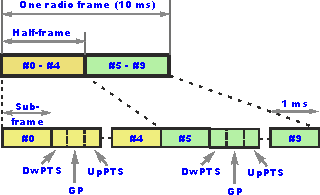 One radio frame (10 ms)
Half-frame
#0 - #4 #5 - #9
Sub-
frame
1 ms
#0 #4 #5 #9
DwPTS UpPTS DwPTS UpPTS
GP GP